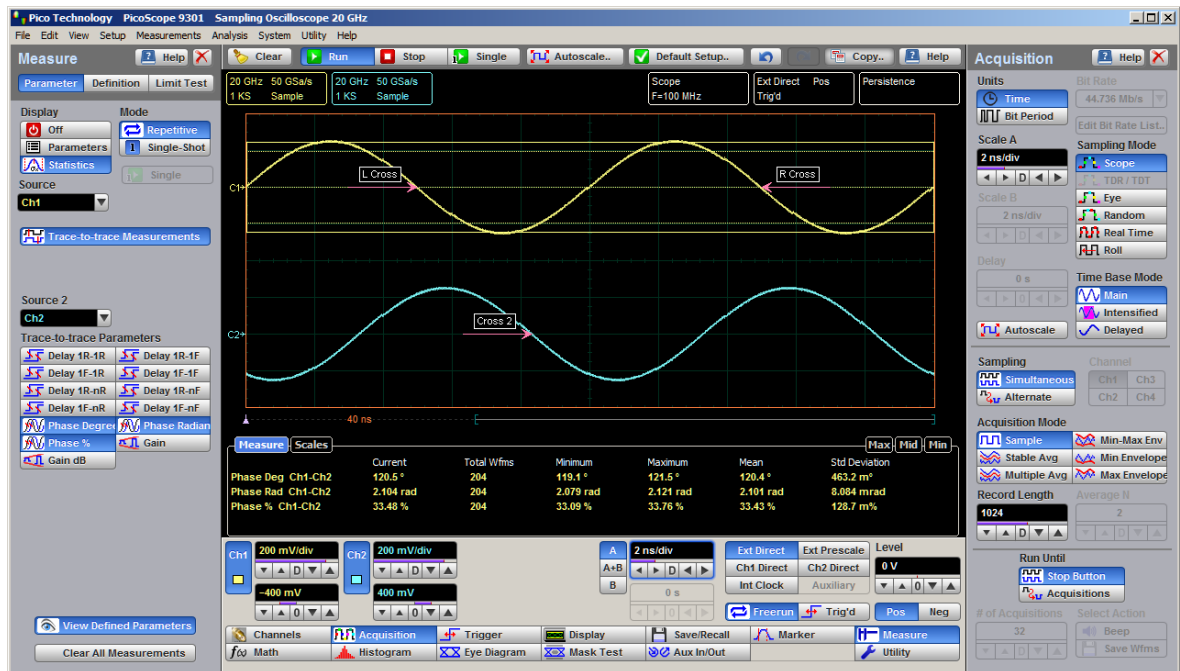 Pico Technology PicoScope 9301 Sampling Oscilloscope 20 GHz
File Edit View Setup Measurements Analysis System Utility Help
Measure Help
Clear Run Stop Single Autoscale.. Default Setup.. Copy.. Help
Acquisition Help
Parameter Definition Limit Test
20 GHz 50 GSa/s
1 KS Sample
20 GHz 50 GSa/s
1 KS Sample
Scope
F=100 MHz
Ext Direct Pos
Trig'd
Persistence
Display Mode
Off Repetitive
Parameters 1 Single-Shot
Statistics
Single
Source
Ch1
Trace-to-trace Measurements
Source 2
Ch2
Trace-to-trace Parameters
Delay 1R-1R Delay 1R-1F
Delay 1F-1R Delay 1F-1F
Delay 1R-nR Delay 1R-nF
Delay 1F-nR Delay 1F-nF
Phase Degre Phase Radian
Phase % Gain
Gain dB
View Defined Parameters
Clear All Measurements
L Cross
R Cross
C1
Cross 2
C2
40 ns
Measure Scales Max Mid Min
Current Total Wfms Minimum Maximum Mean Std Deviation
Phase Deg Ch1-Ch2 120.5 ° 204 119.1 ° 121.5 ° 120.4 ° 463.2 m°
Phase Rad Ch1-Ch2 2.104 rad 204 2.079 rad 2.121 rad 2.101 rad 8.084 mrad
Phase % Ch1-Ch2 33.48 % 204 33.09 % 33.76 % 33.43 % 128.7 m%
Ch1 200 mV/div Ch2 200 mV/div
D D
-400 mV 400 mV
0 0
A 2 ns/div
A+B D
B 0 s
0
Ext Direct Ext Prescale Level
Ch1 Direct Ch2 Direct 0 V
Int Clock Auxiliary 0
Freerun Trig'd Pos Neg
Channels Acquisition Trigger Display Save/Recall Marker Measure
f(x) Math Histogram Eye Diagram Mask Test Aux In/Out Utility
Units Bit Rate
Time 44.736 Mb/s
Bit Period
Edit Bit Rate List..
Scale A Sampling Mode
2 ns/div Scope
D TDR / TDT
Scale B Eye
2 ns/div Random
D Real Time
Roll
Delay
0 s Time Base Mode
0 Main
Intensified
Autoscale Delayed
Sampling Channel
Simultaneous Ch1 Ch3
Alternate Ch2 Ch4
Acquisition Mode
Sample Min-Max Env
Stable Avg Min Envelope
Multiple Avg Max Envelope
Record Length Average N
1024 2
D D
Run Until
Stop Button
Acquisitions
# of Acquisitions Select Action
32 Beep
D Save Wfms